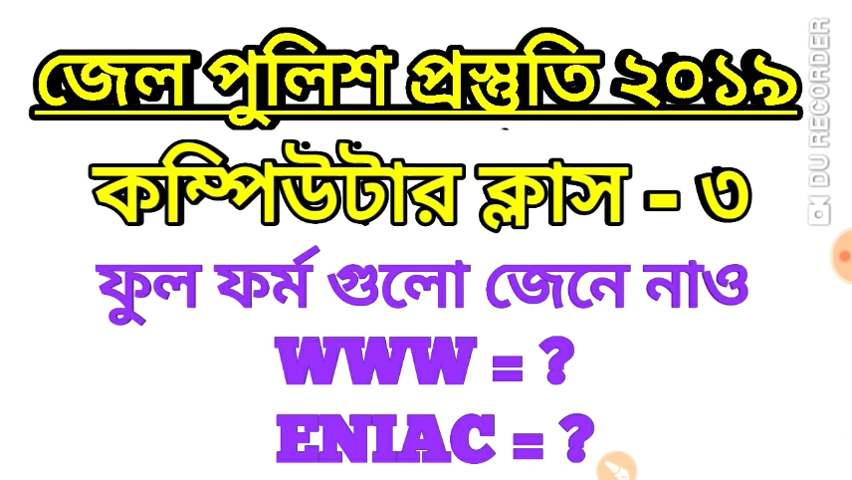 জেল পুলিশ প্রস্তুতি ২০১৯
কম্পিউটার ক্লাস - ৩
ফুল ফর্ম গুলো জেনে নাও
WWW = ?
ENIAC = ?
DU RECORDER